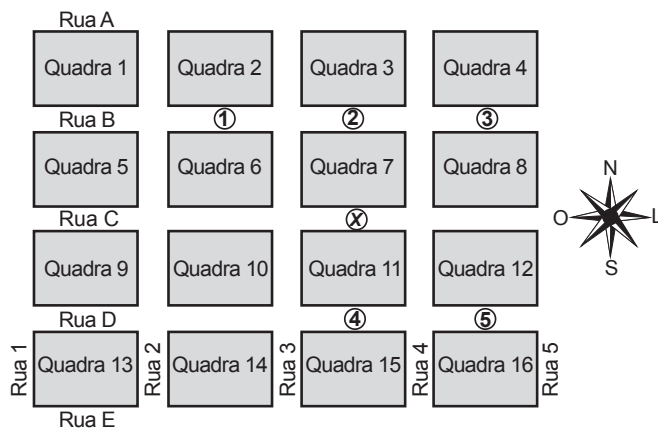 Rua A
Quadra 1 Quadra 2 Quadra 3 Quadra 4
Rua B 1 2 3
Quadra 5 Quadra 6 Quadra 7 Quadra 8
N
O L
S
Rua C X
Quadra 9 Quadra 10 Quadra 11 Quadra 12
Rua D 4 5
Rua 1 Quadra 13 Rua 2 Quadra 14 Rua 3 Quadra 15 Rua 4 Quadra 16 Rua 5
Rua E